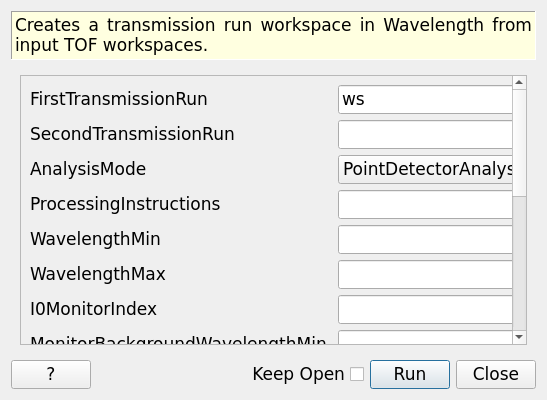 Creates a transmission run workspace in Wavelength from
input TOF workspaces.
FirstTransmissionRun ws
SecondTransmissionRun
AnalysisMode PointDetectorAnalys
ProcessingInstructions
WavelengthMin
WavelengthMax
I0MonitorIndex
MonitorBackgroundWavelengthMin
? Keep Open Run Close